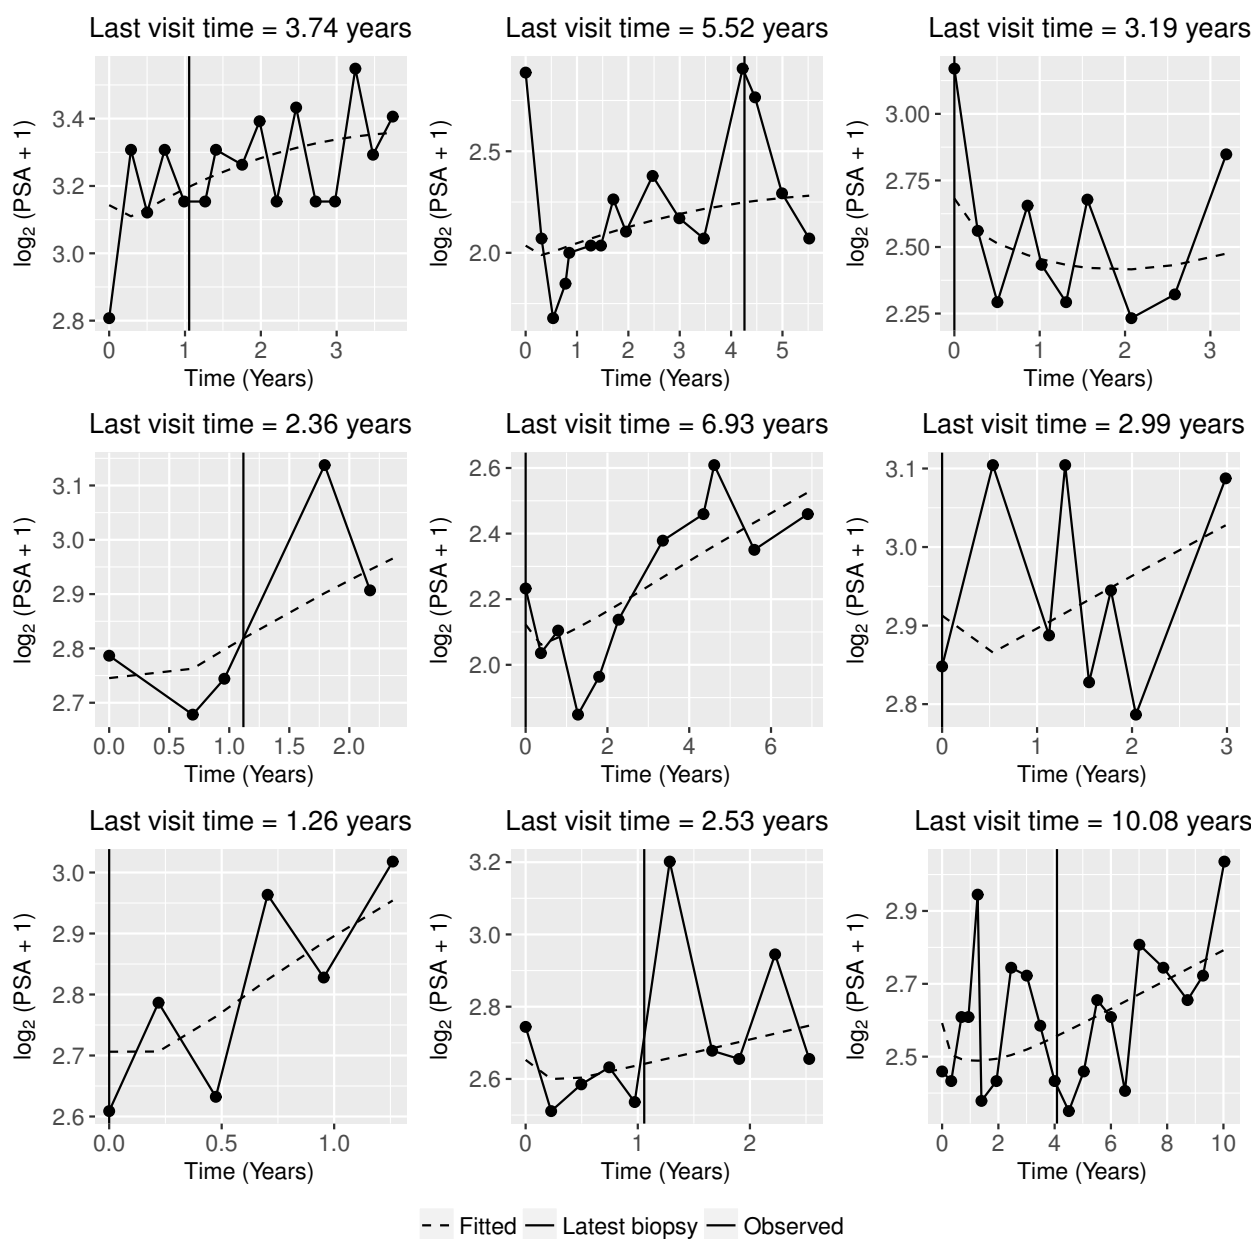 Last visit time = 3.74 years
Last visit time = 5.52 years
Last visit time = 3.19 years
log₂ (PSA + 1)
3.4
3.2
3.0
2.8
0 1 2 3
Time (Years)
log₂ (PSA + 1)
2.5
2.0
0 1 2 3 4 5
Time (Years)
log₂ (PSA + 1)
3.00
2.75
2.50
2.25
0 1 2 3
Time (Years)
Last visit time = 2.36 years
Last visit time = 6.93 years
Last visit time = 2.99 years
log₂ (PSA + 1)
3.1
3.0
2.9
2.8
2.7
0.0 0.5 1.0 1.5 2.0
Time (Years)
log₂ (PSA + 1)
2.6
2.4
2.2
2.0
0 2 4 6
Time (Years)
log₂ (PSA + 1)
3.1
3.0
2.9
2.8
0 1 2 3
Time (Years)
Last visit time = 1.26 years
Last visit time = 2.53 years
Last visit time = 10.08 years
log₂ (PSA + 1)
3.0
2.9
2.8
2.7
2.6
0.0 0.5 1.0
Time (Years)
log₂ (PSA + 1)
3.2
3.0
2.8
2.6
0 1 2
Time (Years)
log₂ (PSA + 1)
2.9
2.7
2.5
0 2 4 6 8 10
Time (Years)
Fitted Latest biopsy Observed